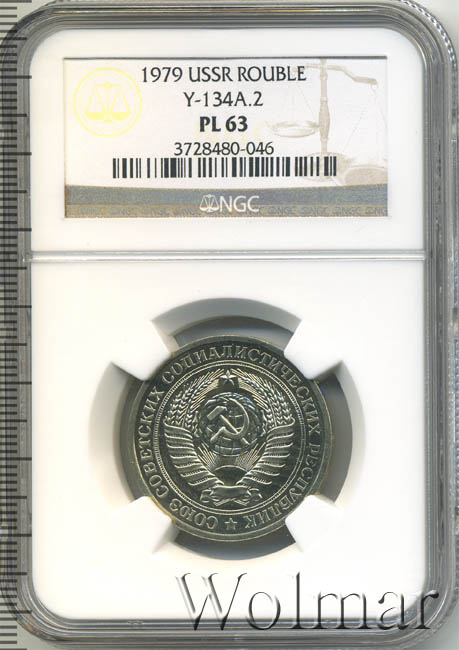 1979 USSR ROUBLE
Y-134A.2
PL 63
3728480-046
NGC
СОЮЗ СОВЕТСКИХ СОЦИАЛИСТИЧЕСКИХ РЕСПУБЛИК
Wolmar